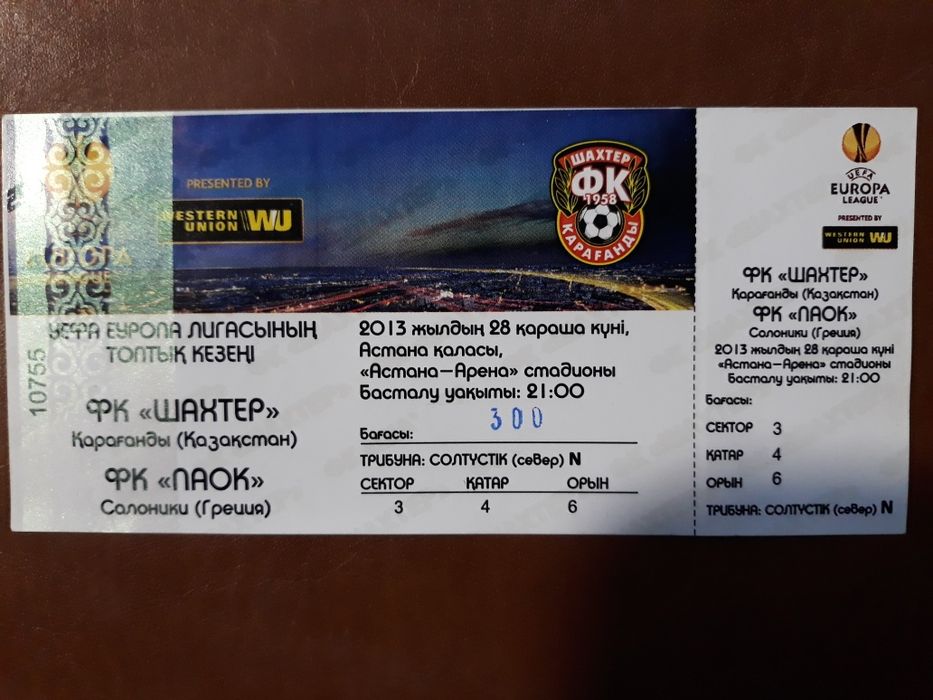 PRESENTED BY
WESTERN UNION WU
ШАХТЕР
ФК
1958
ҚАРАҒАНДЫ
10755
УЕФА ЕУРОПА ЛИГАСЫНЫҢ
ТОПТЫҚ КЕЗЕҢІ
ФК «ШАХТЕР»
Қарағанды (Қазақстан)
ФК «ПАОК»
Салоники (Греция)
2013 жылдың 28 қараша күні,
Астана қаласы,
«Астана-Арена» стадионы
Басталу уақыты: 21:00
300
Бағасы:
ТРИБУНА: СОЛТҮСТІК (север) N
СЕКТОР ҚАТАР ОРЫН
3 4 6
UEFA
EUROPA
LEAGUE
PRESENTED BY
WESTERN UNION WU
ФК «ШАХТЕР»
Қарағанды (Қазақстан)
ФК «ПАОК»
Салоники (Греция)
2013 жылдың 28 қараша күні
«Астана-Арена» стадионы
Басталу уақыты: 21:00
Бағасы:
СЕКТОР 3
ҚАТАР 4
ОРЫН 6
ТРИБУНА: СОЛТҮСТІК (север) N